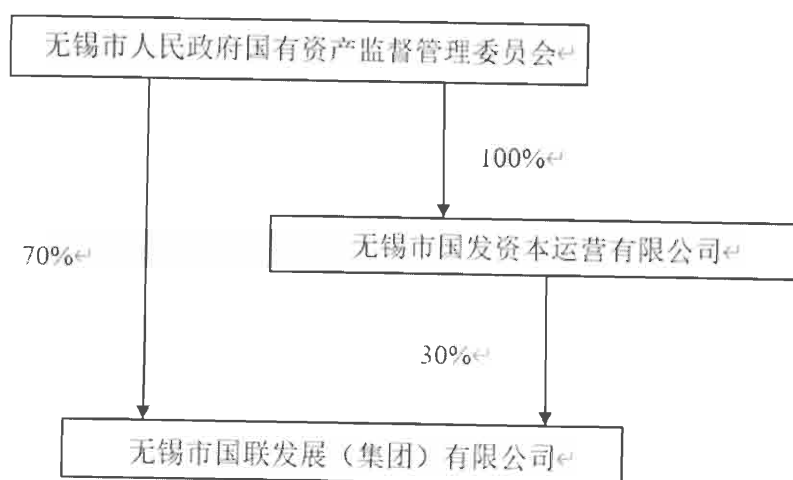 无锡市人民政府国有资产监督管理委员会↵
100%↵
无锡市国发资本运营有限公司↵
70%↵
30%↵
无锡市国联发展（集团）有限公司↵